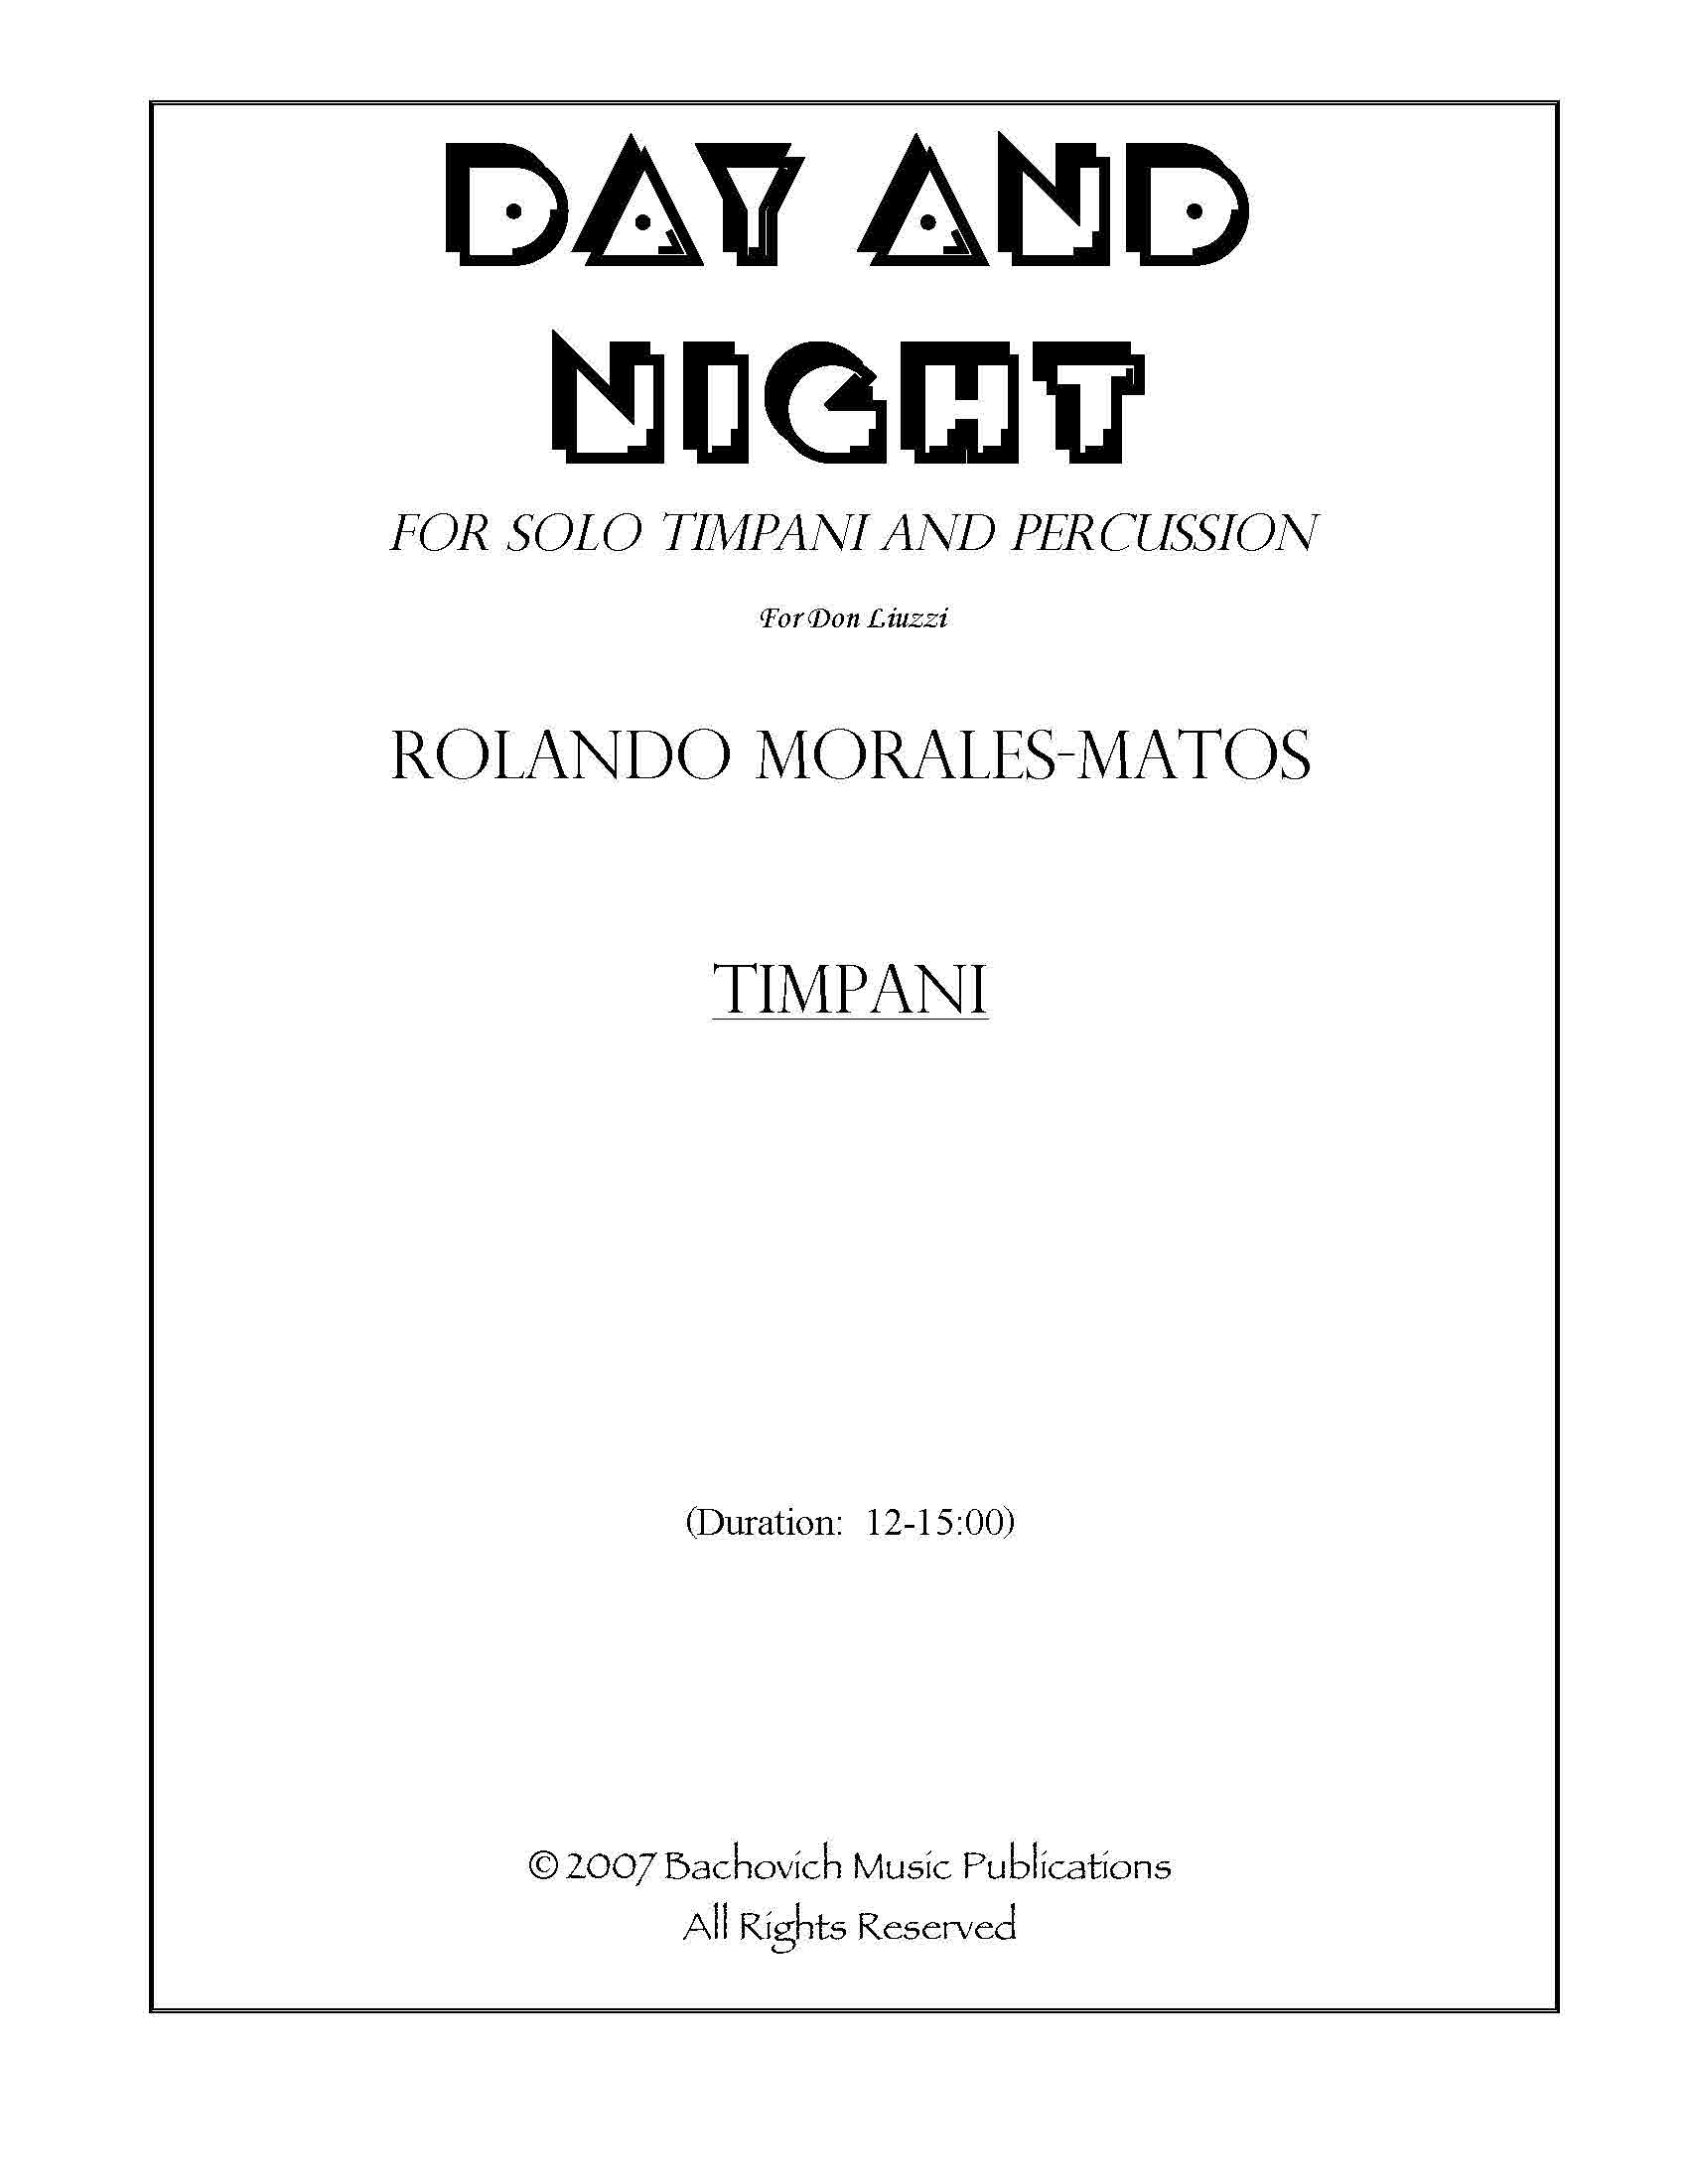 DAY AND
NIGHT
FOR SOLO TIMPANI AND PERCUSSION
For Don Liuzzi
ROLANDO MORALES-MATOS
TIMPANI
(Duration:  12-15:00)
© 2007 Bachovich Music Publications
All Rights Reserved